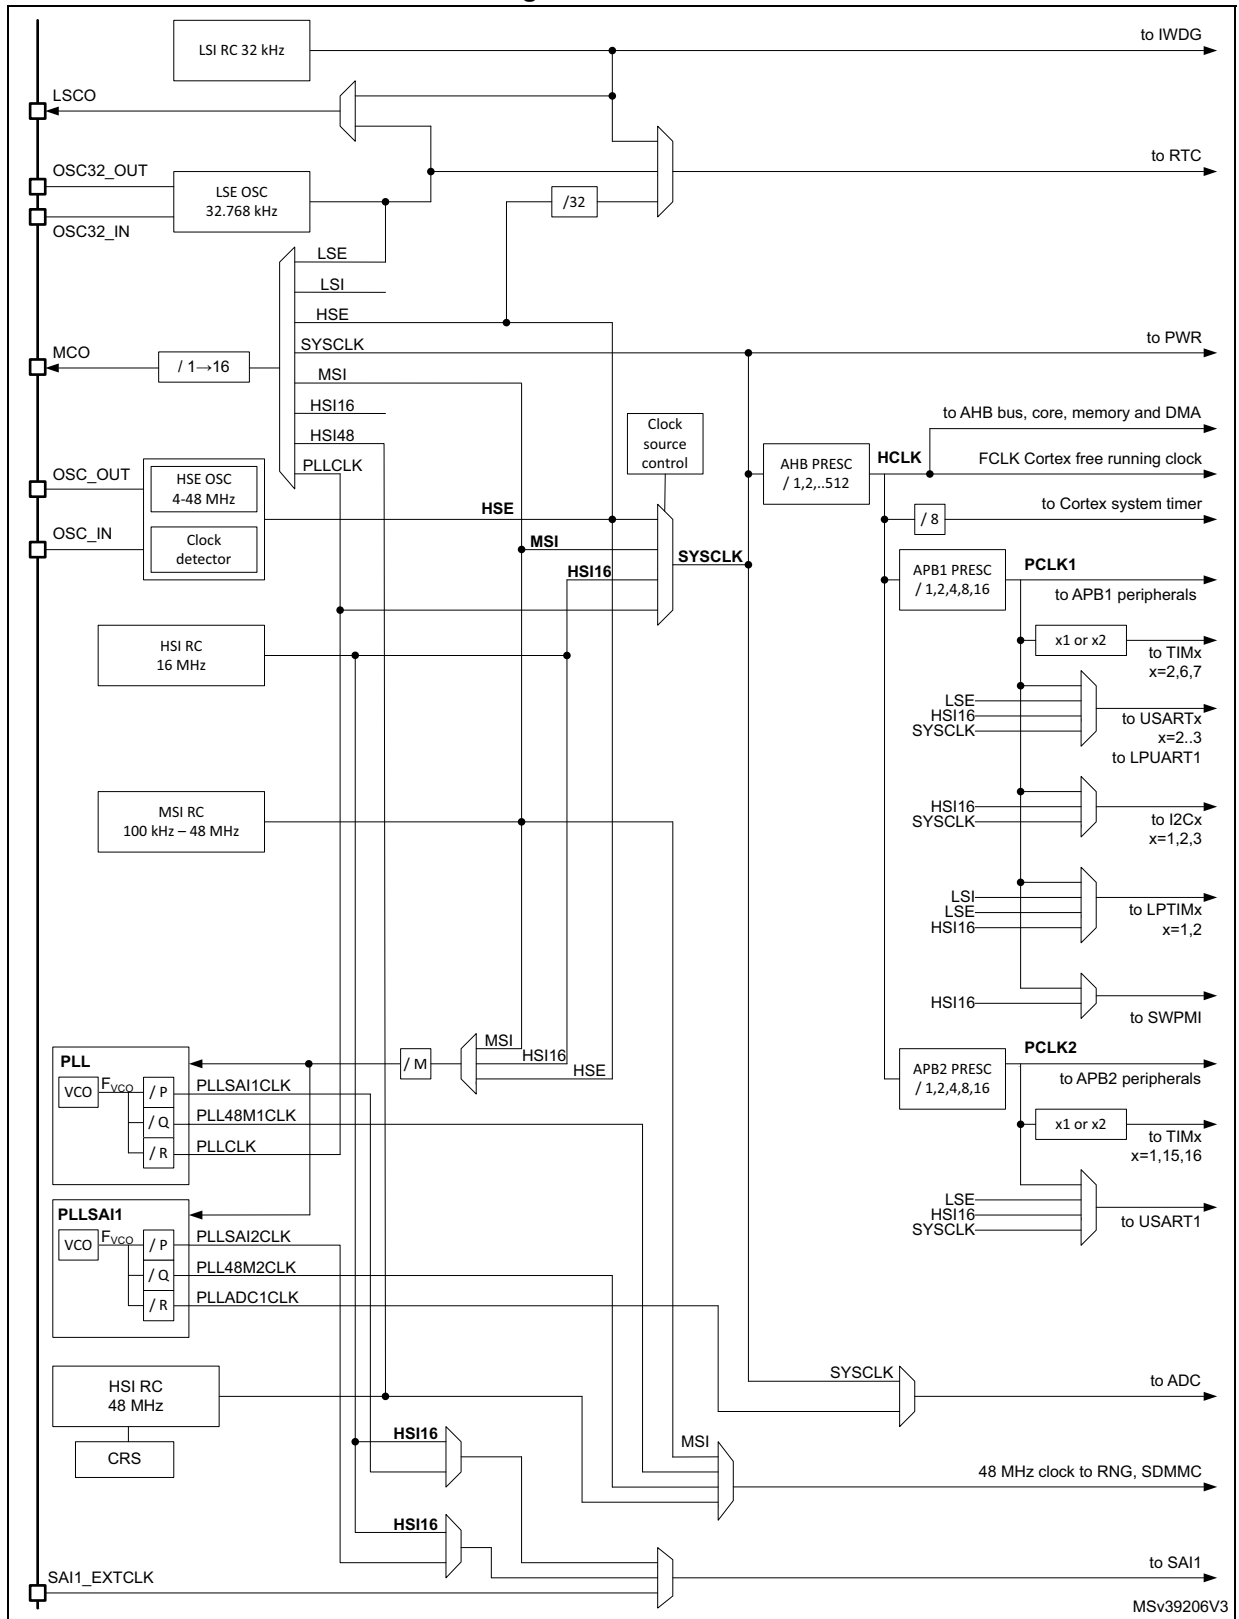 to IWDG
LSI RC 32 kHz
LSCO
to RTC
OSC32_OUT
LSE OSC
32.768 kHz
/32
OSC32_IN
LSE
LSI
HSE
SYSCLK
to PWR
MCO
/ 1→16
MSI
HSI16
HSI48
PLLCLK
Clock
source
control
to AHB bus, core, memory and DMA
AHB PRESC
/ 1,2,..512
HCLK
FCLK Cortex free running clock
OSC_OUT
HSE OSC
4-48 MHz
HSE
to Cortex system timer
/ 8
OSC_IN
Clock
detector
MSI
HSI16
SYSCLK
APB1 PRESC
/ 1,2,4,8,16
PCLK1
to APB1 peripherals
HSI RC
16 MHz
x1 or x2
to TIMx
x=2,6,7
LSE
HSI16
SYSCLK
to USARTx
x=2..3
to LPUART1
MSI RC
100 kHz – 48 MHz
HSI16
SYSCLK
to I2Cx
x=1,2,3
LSI
LSE
HSI16
to LPTIMx
x=1,2
HSI16
to SWPMI
MSI
HSI16
HSE
/ M
PLL
VCO
FVCO
/ P
PLLSAI1CLK
/ Q
PLL48M1CLK
/ R
PLLCLK
APB2 PRESC
/ 1,2,4,8,16
PCLK2
to APB2 peripherals
x1 or x2
to TIMx
x=1,15,16
LSE
HSI16
SYSCLK
to USART1
PLLSAI1
VCO
FVCO
/ P
PLLSAI2CLK
/ Q
PLL48M2CLK
/ R
PLLADC1CLK
HSI RC
48 MHz
CRS
SYSCLK
to ADC
HSI16
MSI
48 MHz clock to RNG, SDMMC
HSI16
SAI1_EXTCLK
to SAI1
MSv39206V3